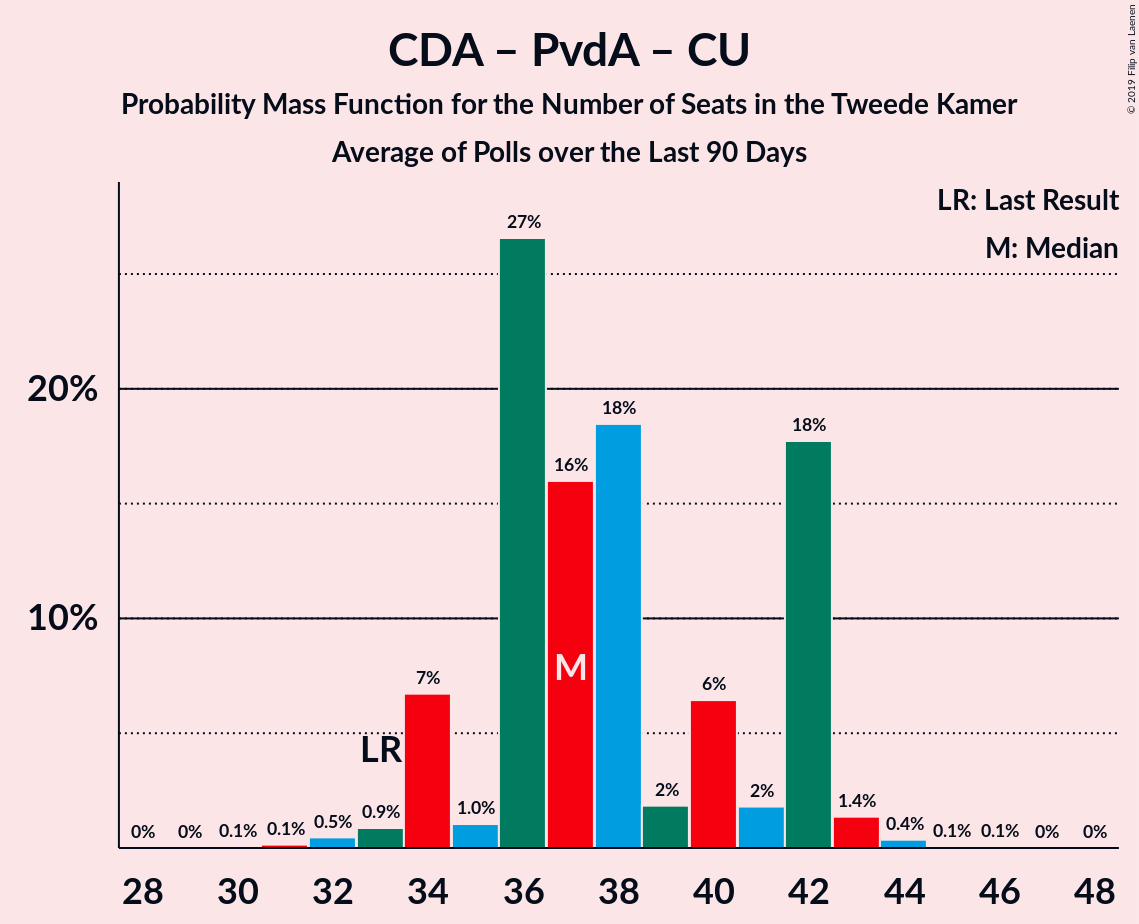 CDA – PvdA – CU
Probability Mass Function for the Number of Seats in the Tweede Kamer
Average of Polls over the Last 90 Days
© 2019 Filip van Laenen
LR: Last Result
M: Median
27%
20%
18%
18%
16%
10%
M
7%
6%
LR
2%
2%
1.4%
1.0%
0.9%
0.5%
0.4%
0% 0% 0.1% 0.1% 0.1% 0.1% 0% 0%
28 30 32 34 36 38 40 42 44 46 48